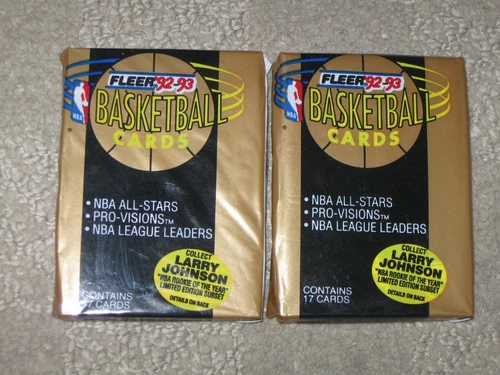 FLEER '92-93
BASKETBALL
CARDS
NBA
®
• NBA ALL-STARS
• PRO-VISIONS™
• NBA LEAGUE LEADERS
COLLECT
LARRY
JOHNSON
"NBA ROOKIE OF THE YEAR"
LIMITED EDITION SUBSET
DETAILS ON BACK
CONTAINS
17 CARDS
FLEER '92-93
BASKETBALL
CARDS
NBA
®
• NBA ALL-STARS
• PRO-VISIONS™
• NBA LEAGUE LEADERS
COLLECT
LARRY
JOHNSON
"NBA ROOKIE OF THE YEAR"
LIMITED EDITION SUBSET
DETAILS ON BACK
CONTAINS
17 CARDS